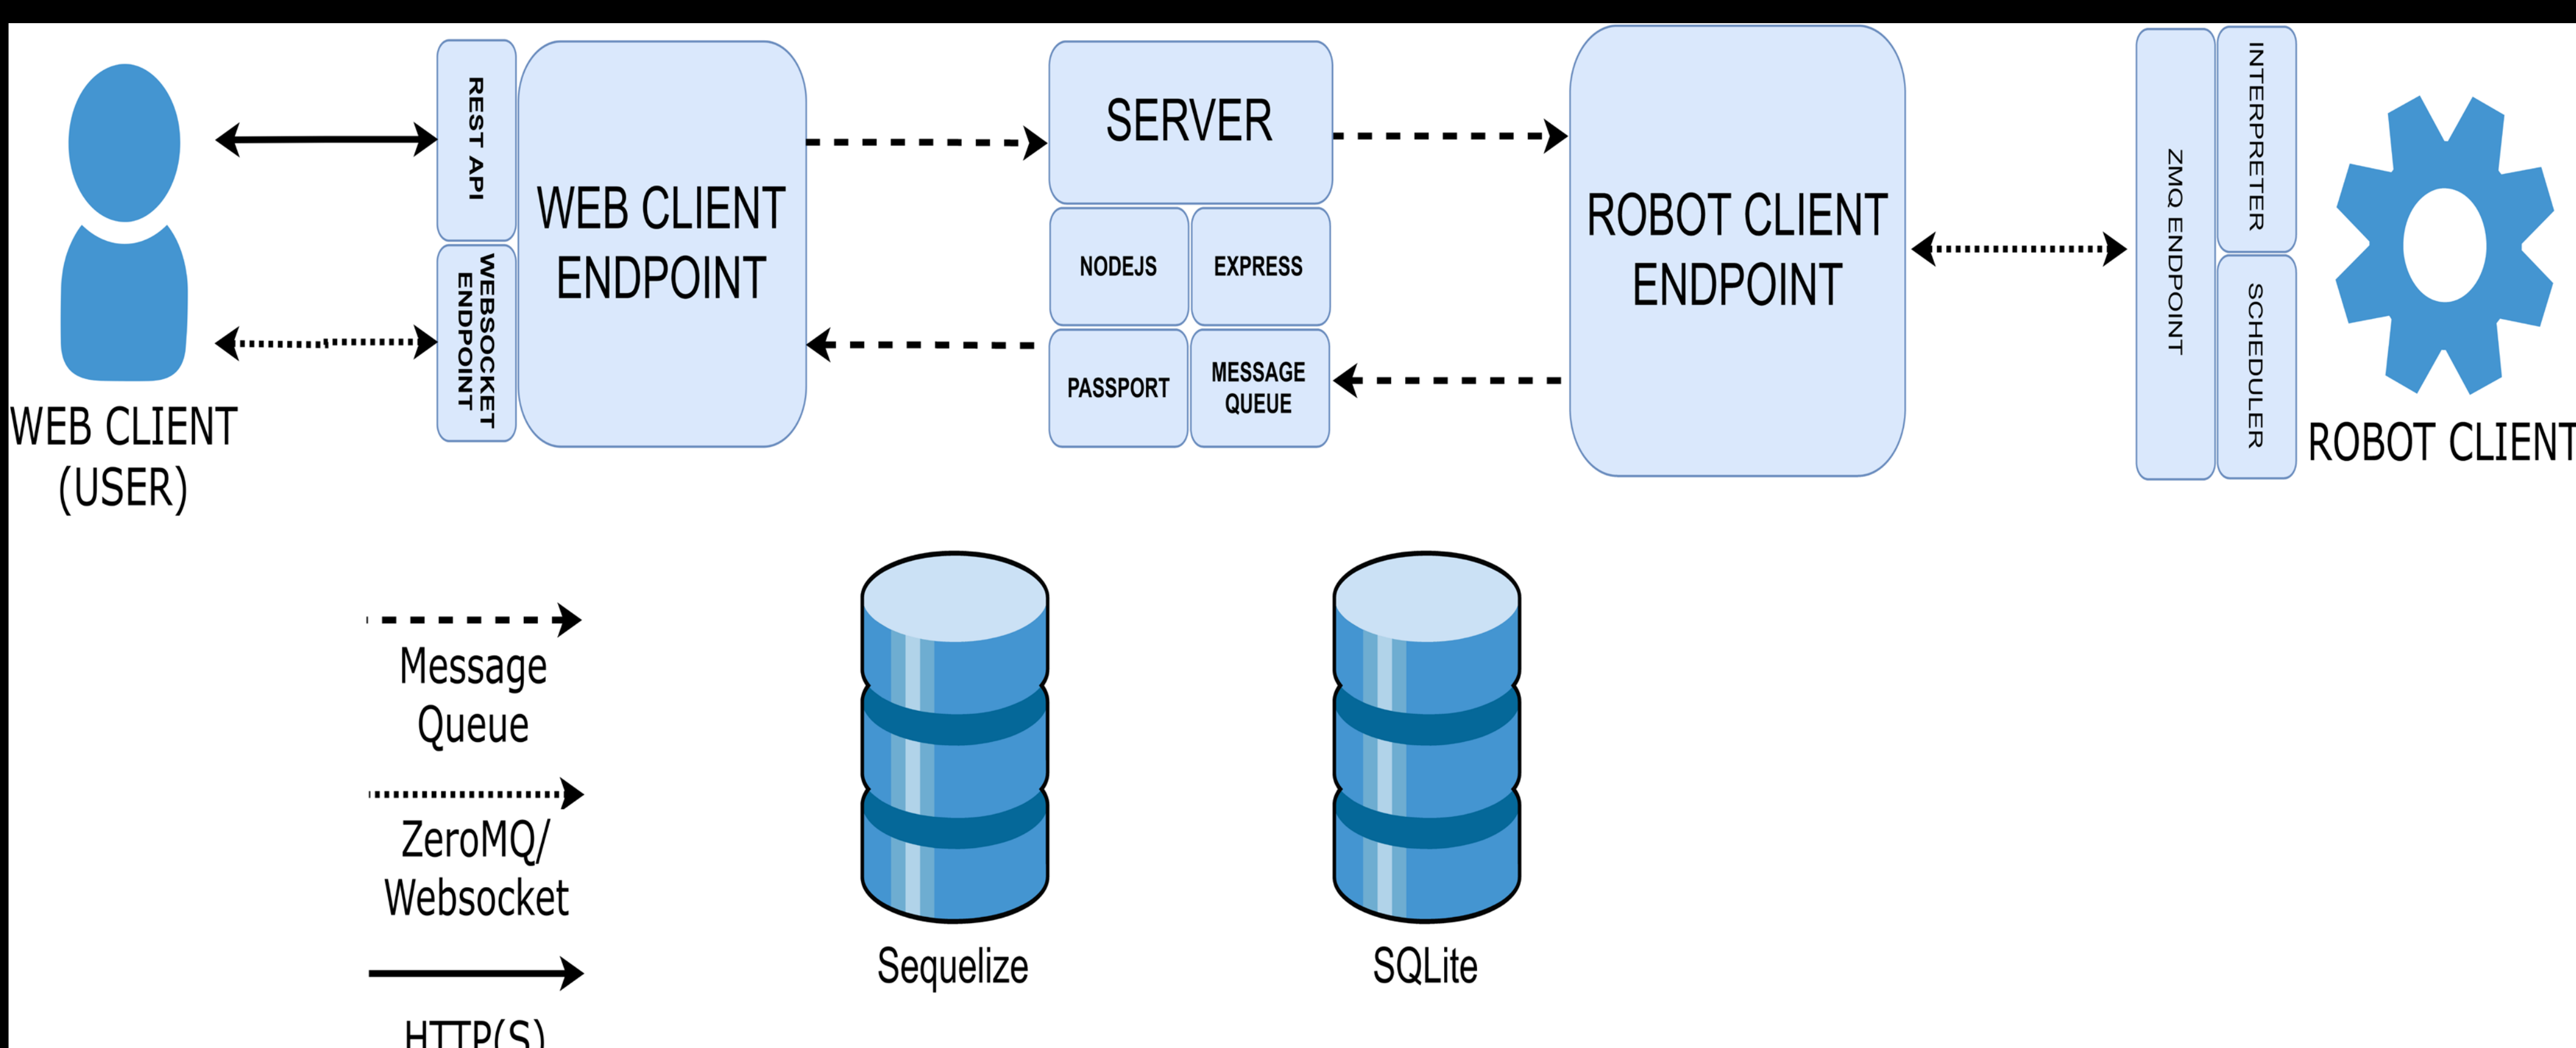 REST API
WEBSOCKET
ENDPOINT
WEB CLIENT
ENDPOINT
WEB CLIENT
(USER)
SERVER
NODEJS
EXPRESS
PASSPORT
MESSAGE
QUEUE
ROBOT CLIENT
ENDPOINT
ZMQ ENDPOINT
INTERPRETER
SCHEDULER
ROBOT CLIENT
Message
Queue
ZeroMQ/
Websocket
HTTP(S)
Sequelize
SQLite